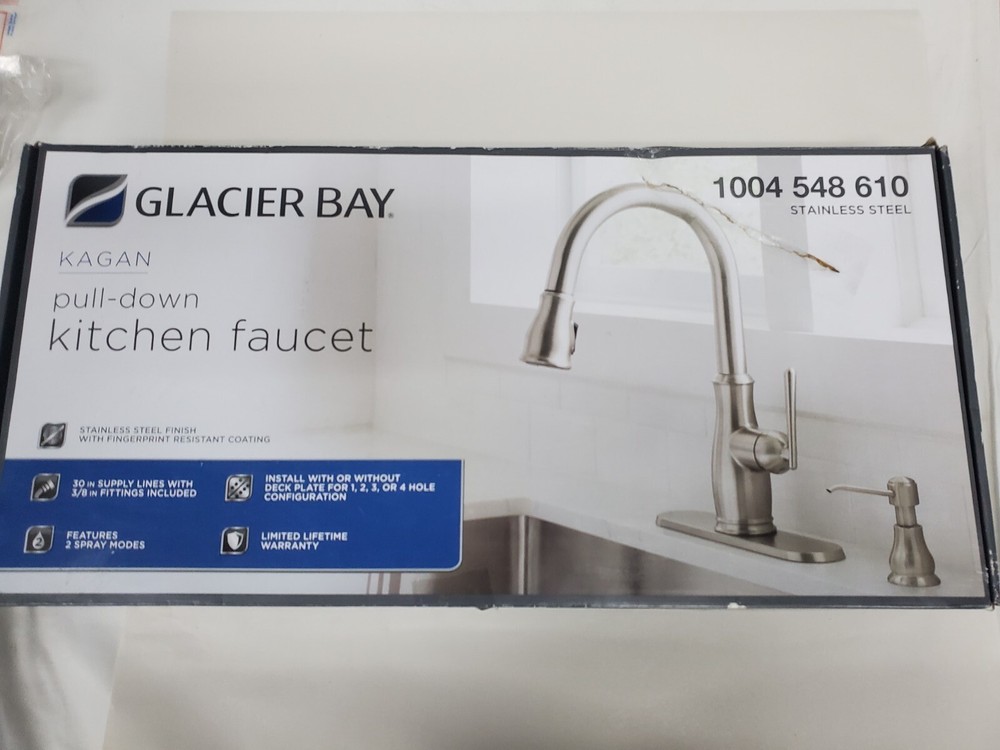 GLACIER BAY®
1004 548 610
STAINLESS STEEL
KAGAN
pull-down
kitchen faucet
STAINLESS STEEL FINISH
WITH FINGERPRINT RESISTANT COATING
30 IN SUPPLY LINES WITH
3/8 IN FITTINGS INCLUDED
INSTALL WITH OR WITHOUT
DECK PLATE FOR 1, 2, 3, OR 4 HOLE
CONFIGURATION
FEATURES
2 SPRAY MODES
LIMITED LIFETIME
WARRANTY